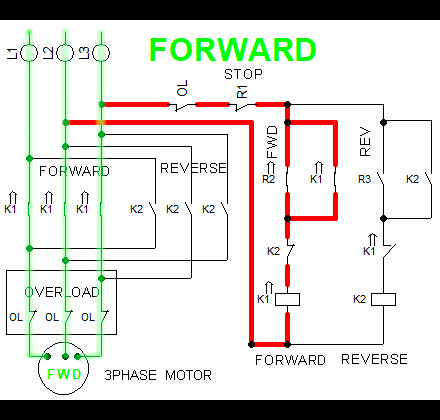 FORWARD
L1
L2
L3
STOP
OL
R1
FORWARD
REVERSE
FWD
REV
K1
K1
K1
K2
K2
K2
R2
K1
R3
K2
K2
K1
OVERLOAD
OL
OL
OL
K1
K2
FWD
3PHASE MOTOR
FORWARD
REVERSE